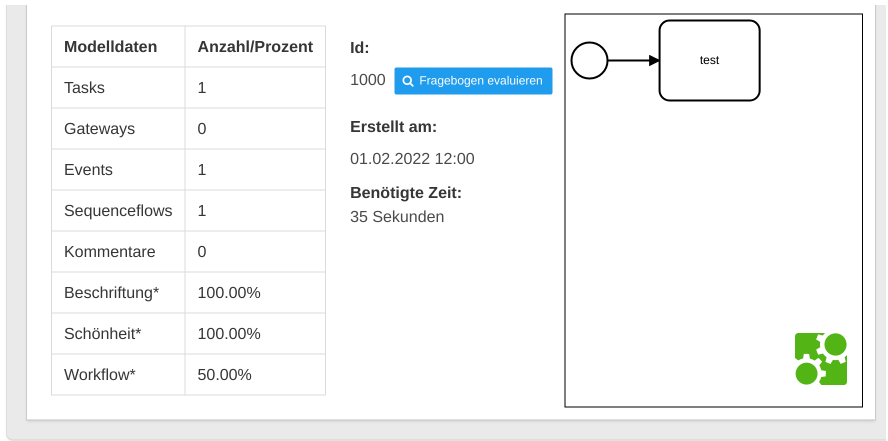 Modelldaten Anzahl/Prozent
Tasks 1
Gateways 0
Events 1
Sequenceflows 1
Kommentare 0
Beschriftung* 100.00%
Schönheit* 100.00%
Workflow* 50.00%
Id:
1000 Fragebogen evaluieren
Erstellt am:
01.02.2022 12:00
Benötigte Zeit:
35 Sekunden
test